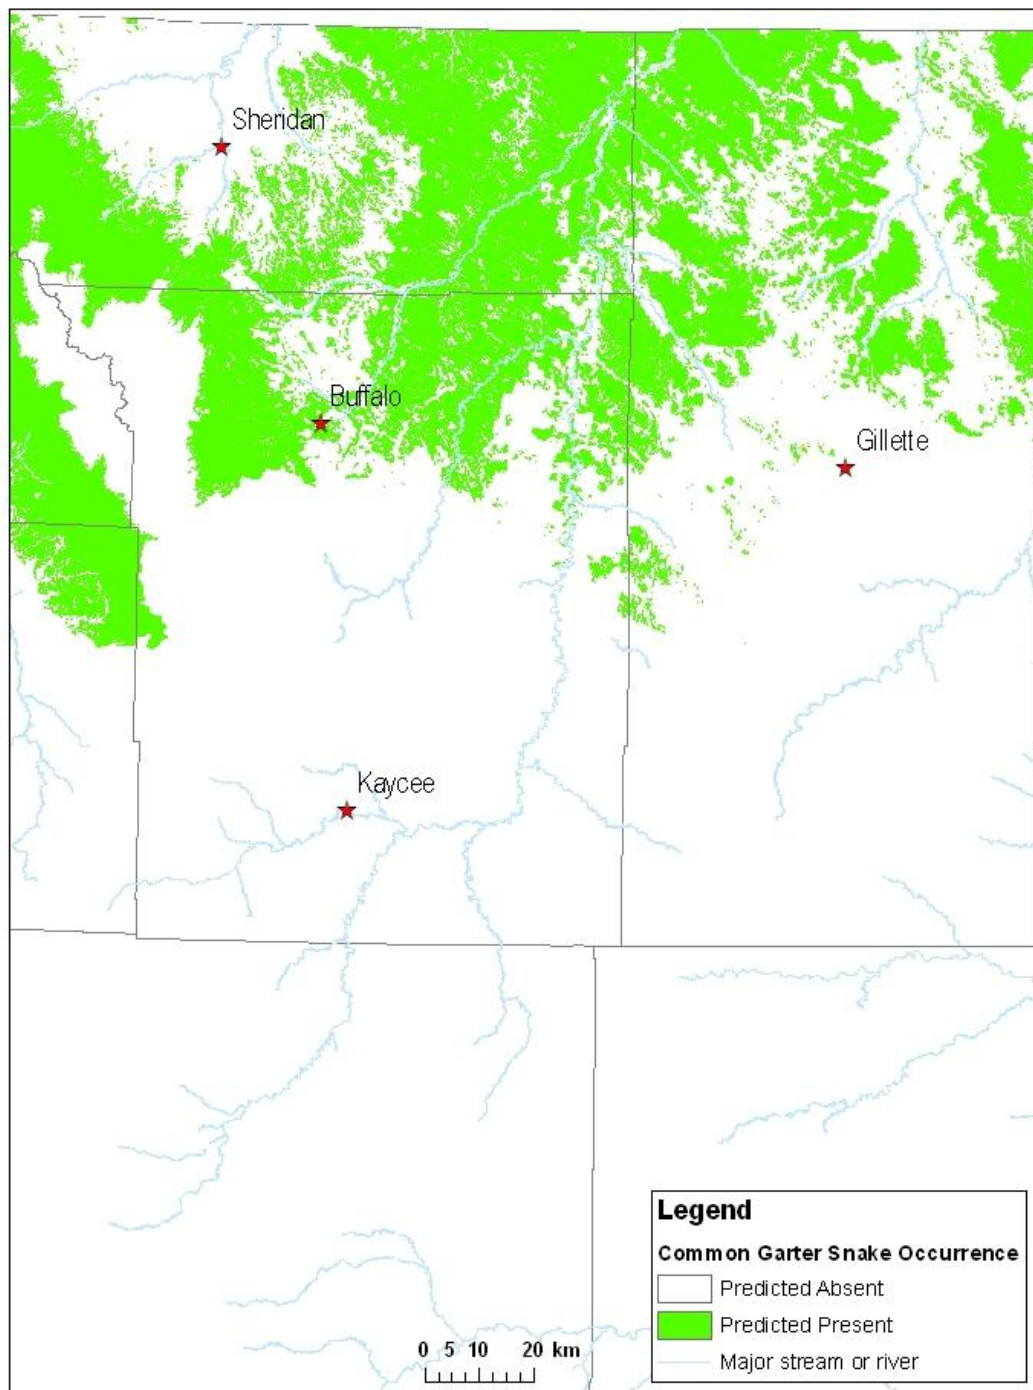 Sheridan
Buffalo
Gillette
Kaycee
Legend
Common Garter Snake Occurrence
Predicted Absent
Predicted Present
Major stream or river
0 5 10 20 km